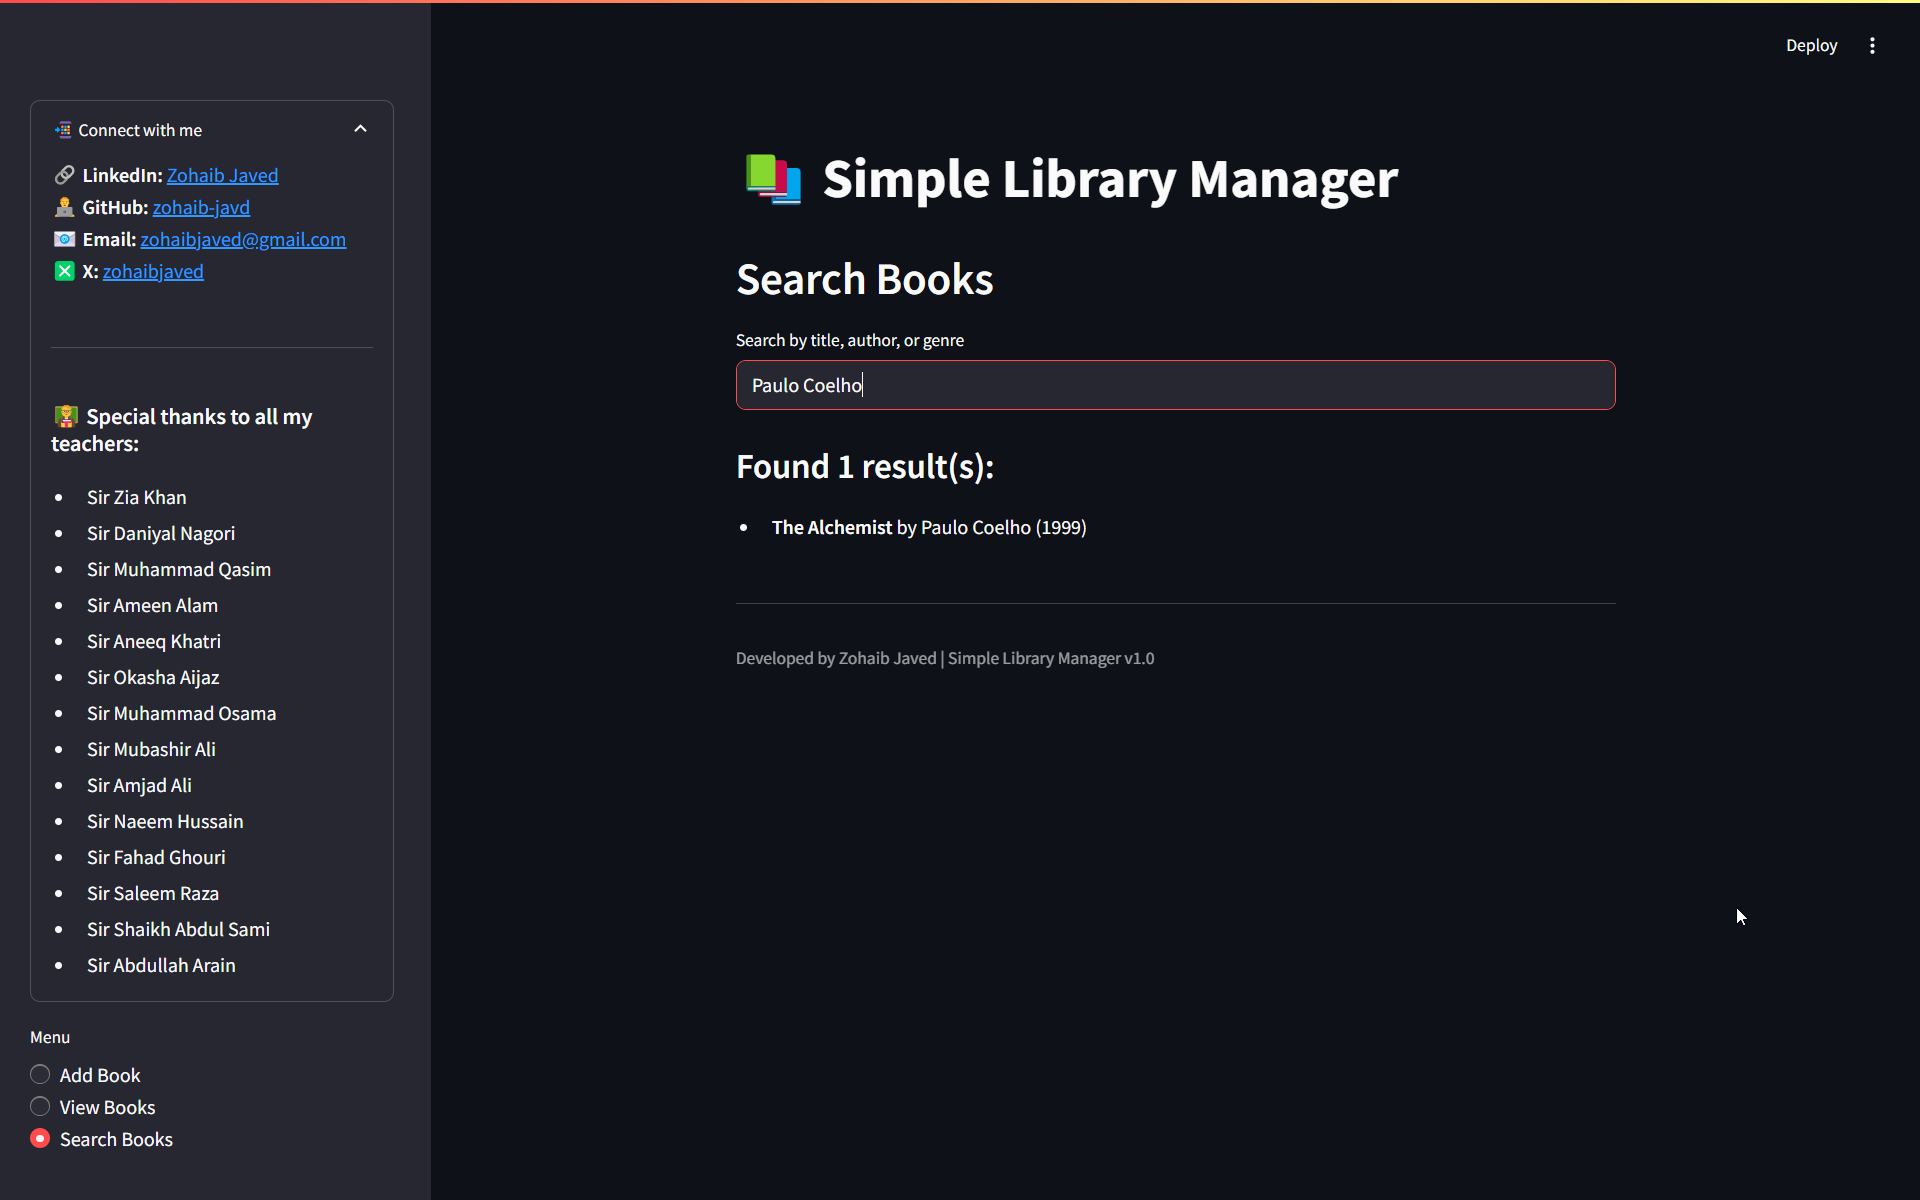 Deploy
Connect with me
LinkedIn: Zohaib Javed
GitHub: zohaib-javd
Email: zohaibjaved@gmail.com
X: zohaibjaved
Special thanks to all my
teachers:
Sir Zia Khan
Sir Daniyal Nagori
Sir Muhammad Qasim
Sir Ameen Alam
Sir Aneeq Khatri
Sir Okasha Aijaz
Sir Muhammad Osama
Sir Mubashir Ali
Sir Amjad Ali
Sir Naeem Hussain
Sir Fahad Ghouri
Sir Saleem Raza
Sir Shaikh Abdul Sami
Sir Abdullah Arain
Menu
Add Book
View Books
Search Books
Simple Library Manager
Search Books
Search by title, author, or genre
Paulo Coelho
Found 1 result(s):
The Alchemist by Paulo Coelho (1999)
Developed by Zohaib Javed | Simple Library Manager v1.0